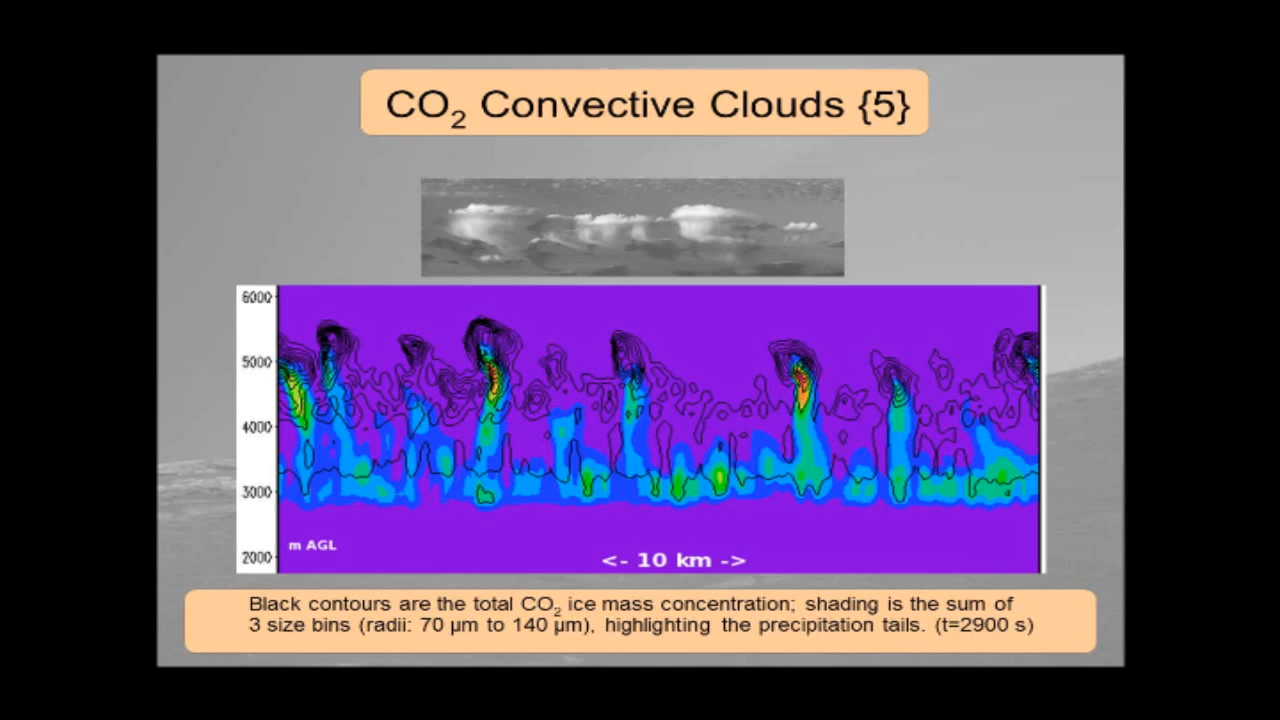 CO₂ Convective Clouds {5}
6000
5000
4000
3000
2000
m AGL
<- 10 km ->
Black contours are the total CO₂ ice mass concentration; shading is the sum of
3 size bins (radii: 70 µm to 140 µm), highlighting the precipitation tails. (t=2900 s)